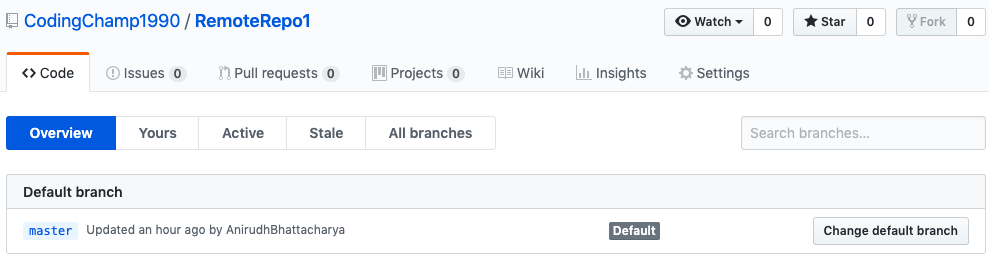 CodingChamp1990 / RemoteRepo1 Watch 0 Star 0 Fork 0
Code Issues 0 Pull requests 0 Projects 0 Wiki Insights Settings
Overview Yours Active Stale All branches Search branches...
Default branch
master Updated an hour ago by AnirudhBhattacharya Default Change default branch